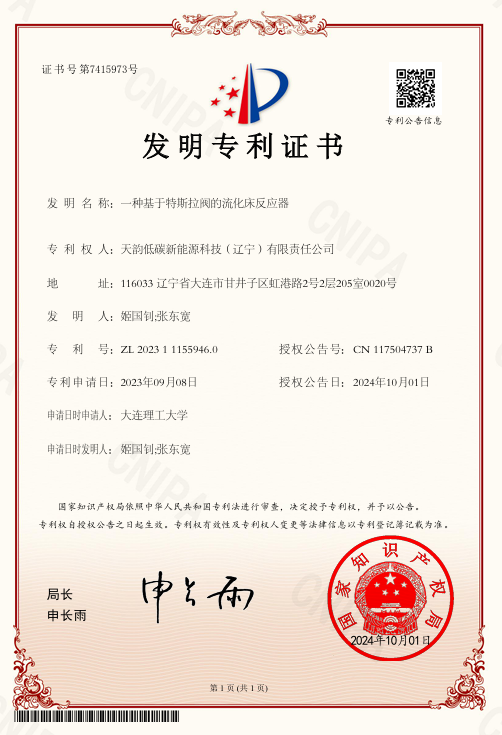 证书号第7415973号
专利公告信息
发明专利证书
发明名称：一种基于特斯拉阀的流化床反应器
专利权人：天韵低碳新能源科技（辽宁）有限责任公司
地址：116033 辽宁省大连市甘井子区虹港路2号2层205室0020号
发明人：姬国钊;张东宽
专利号：ZL 2023 1 1155946.0 授权公告号：CN 117504737 B
专利申请日：2023年09月08日 授权公告日：2024年10月01日
申请日时申请人：大连理工大学
申请日时发明人：姬国钊;张东宽
国家知识产权局依照中华人民共和国专利法进行审查，决定授予专利权，并予以公告。
专利权自授权公告之日起生效。专利权有效性及专利权人变更等法律信息以专利登记簿记载为准。
局长
申长雨
申长雨
国家知识产权局
2024年10月01日
第1页(共1页)
CNIPA
CNIPA
CNIPA
CNIPA